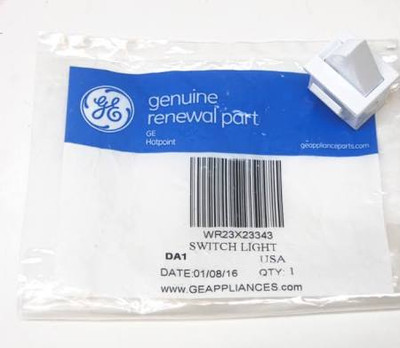 GE
genuine
renewal part
GE
Hotpoint
geappliancesparts.com
WR23X23343
SWITCH LIGHT
DA1 USA
DATE:01/08/16 QTY: 1
www.GEAPPLIANCES.com